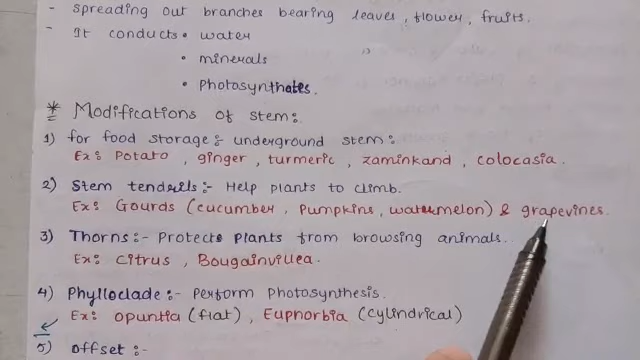 - spreading out branches bearing leaves, flower, fruits.
- It conducts • water
• minerals
• Photosynthates.
* Modifications of stem:
1) for food storage & underground stem:
Ex: Potato, ginger, turmeric, zaminkand, colocasia.
2) Stem tendrils:- Help plants to climb.
Ex: Gourds (cucumber, Pumpkins, watermelon) & grapevines.
3) Thorns:- Protects Plants from browsing animals.
Ex: Citrus, Bougainvillea.
4) Phylloclade:- Perform Photosynthesis.
Ex: Opuntia (flat), Euphorbia (Cylindrical)
5) offset:-